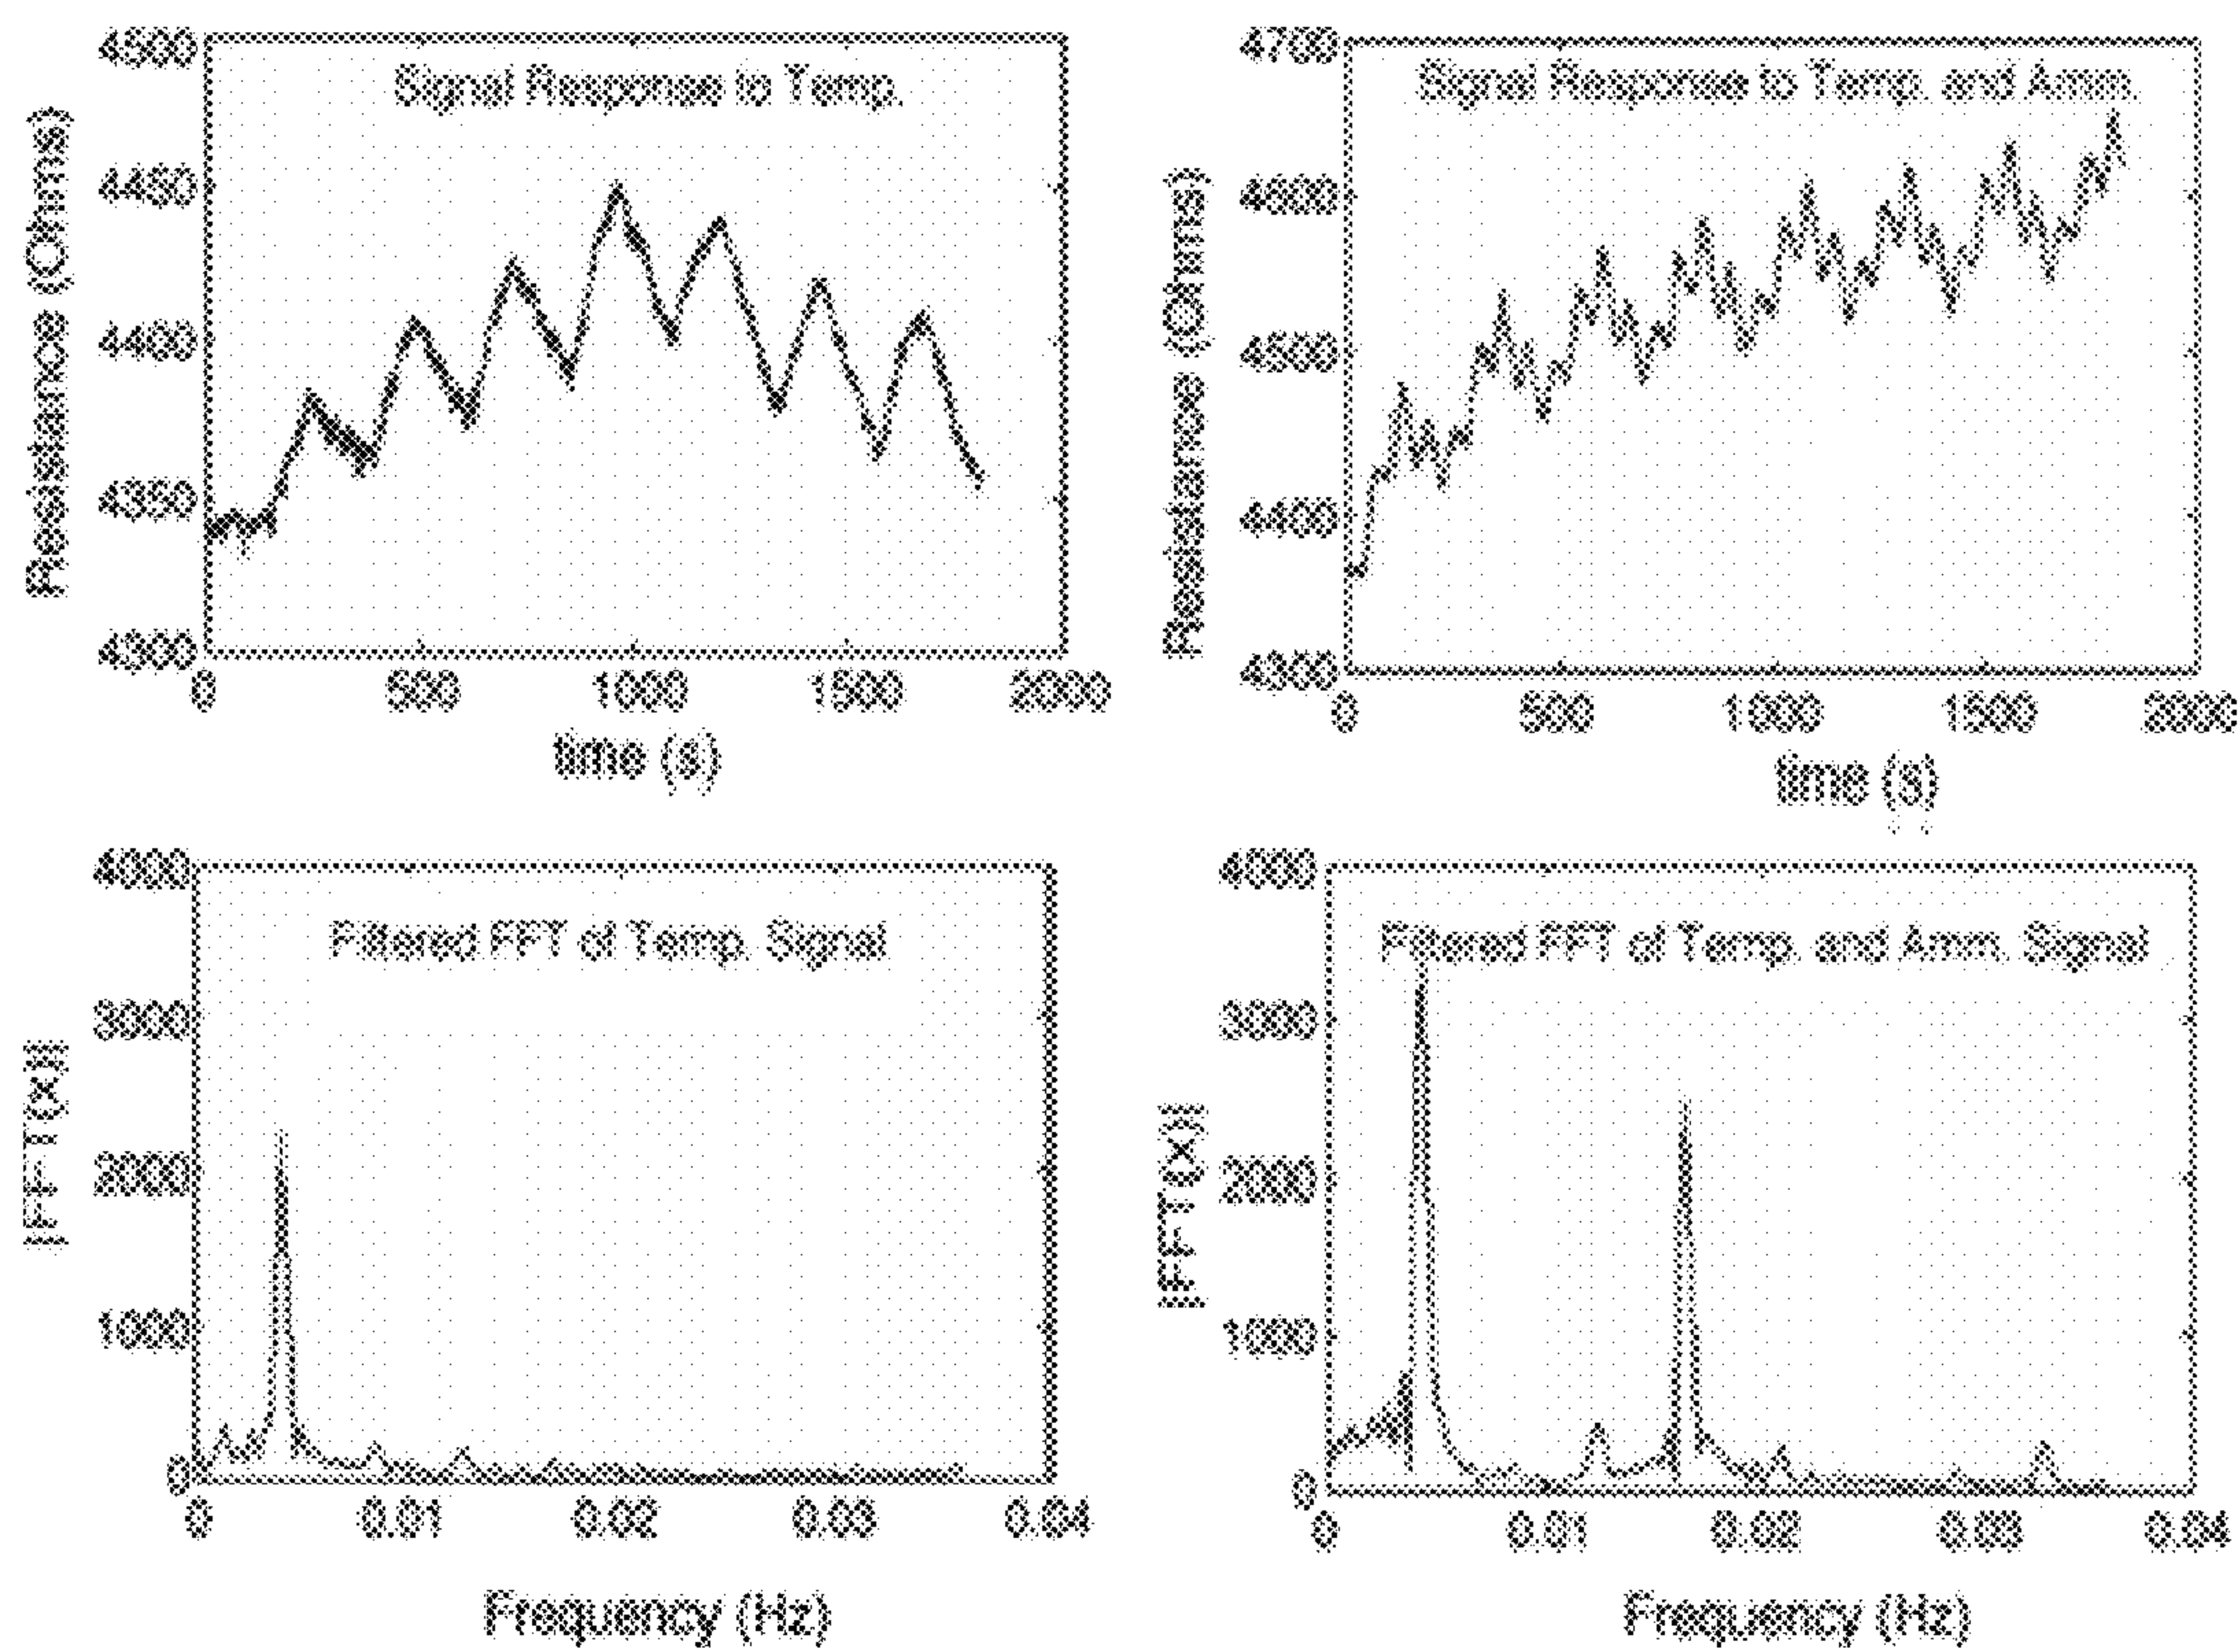 Signal Response to Temp.
Resistance (Ohms)
4500
4450
4400
4350
4300
0 500 1000 1500 2000
time (s)
Signal Response to Temp. and Amm.
Resistance (Ohms)
4700
4600
4500
4400
4300
0 500 1000 1500 2000
time (s)
Filtered FFT of Temp. Signal
|FFT(x)|
4000
3000
2000
1000
0
0 0.01 0.02 0.03 0.04
Frequency (Hz)
Filtered FFT of Temp. and Amm. Signal
|FFT(x)|
4000
3000
2000
1000
0
0 0.01 0.02 0.03 0.04
Frequency (Hz)